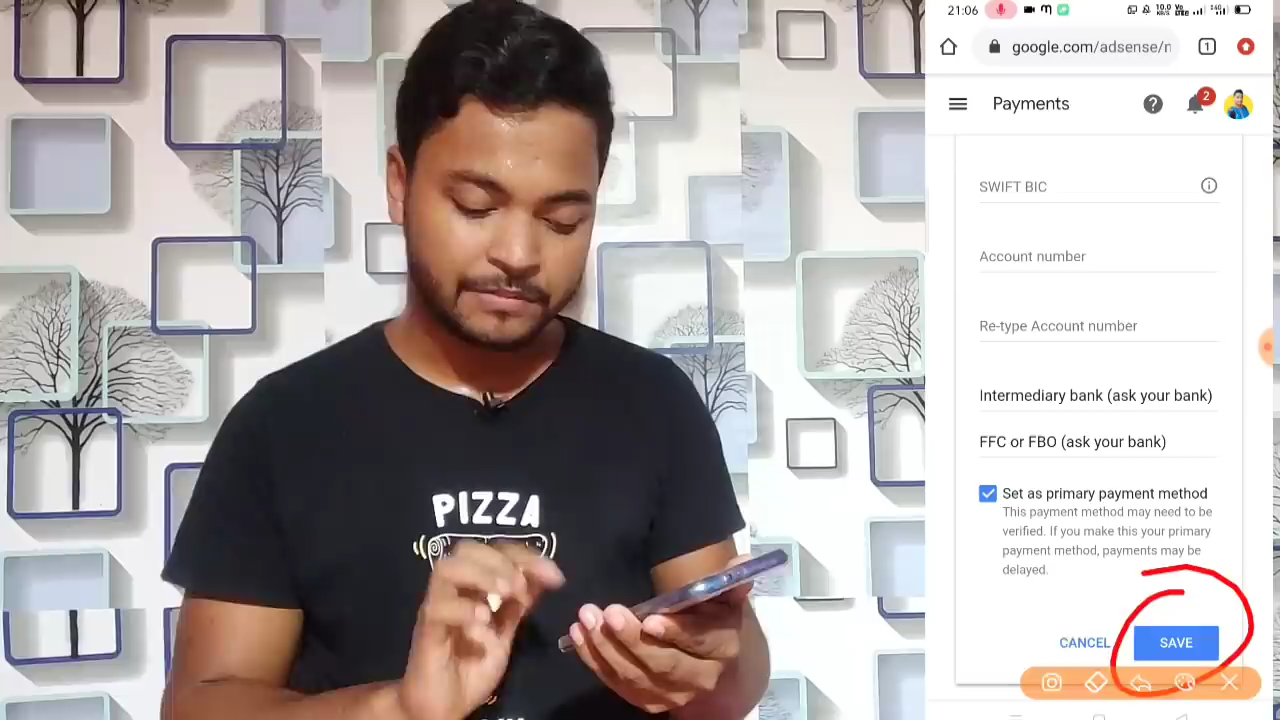 21:06
google.com/adsense/n
1
Payments
2
SWIFT BIC
Account number
Re-type Account number
Intermediary bank (ask your bank)
FFC or FBO (ask your bank)
Set as primary payment method
This payment method may need to be
verified. If you make this your primary
payment method, payments may be
delayed.
CANCEL
SAVE
PIZZA